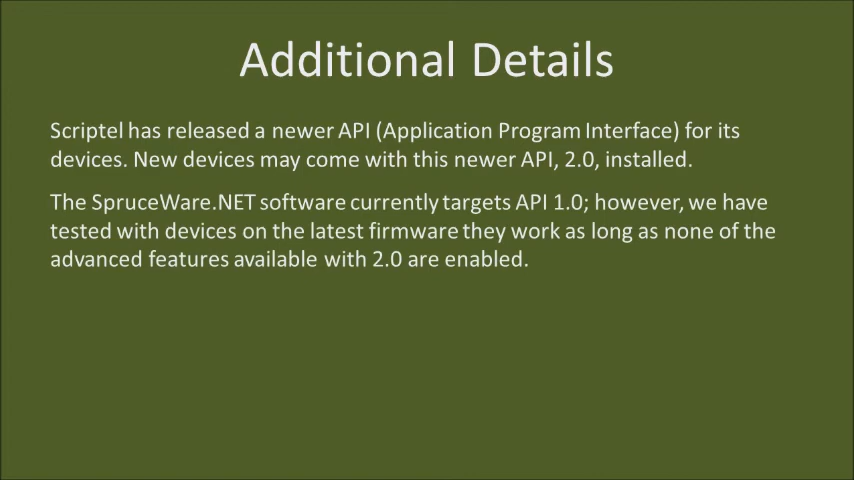 Additional Details
Scriptel has released a newer API (Application Program Interface) for its
devices. New devices may come with this newer API, 2.0, installed.
The SpruceWare.NET software currently targets API 1.0; however, we have
tested with devices on the latest firmware they work as long as none of the
advanced features available with 2.0 are enabled.